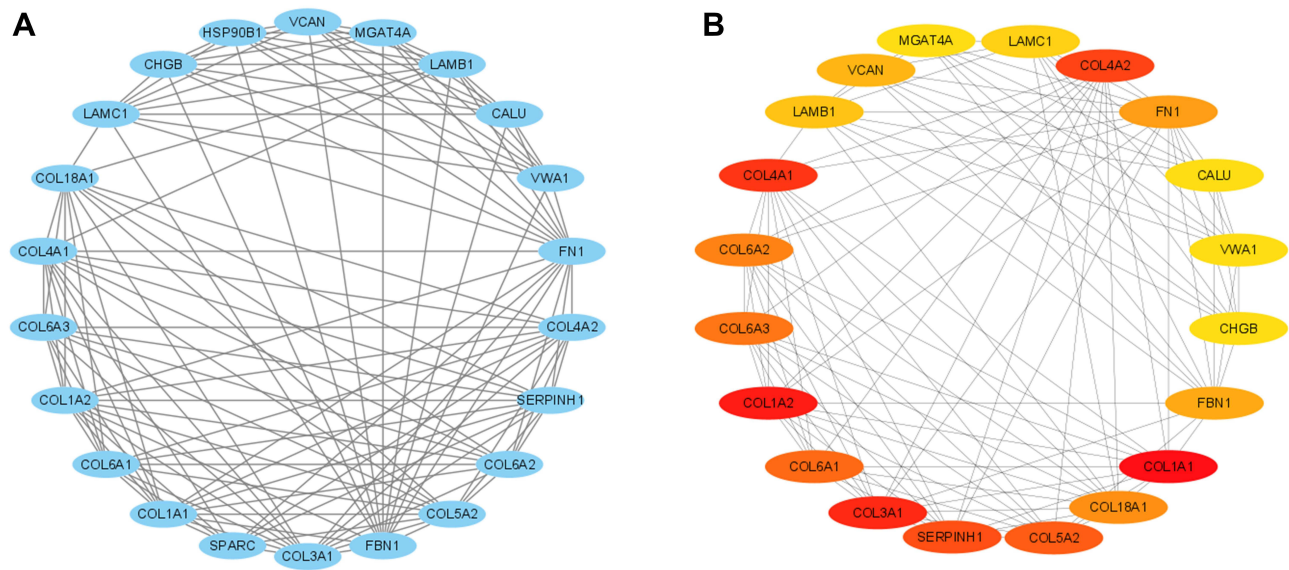 A
VCAN
HSP90B1
MGAT4A
CHGB
LAMB1
LAMC1
CALU
COL18A1
VWA1
COL4A1
FN1
COL6A3
COL4A2
COL1A2
SERPINH1
COL6A1
COL6A2
COL1A1
COL5A2
SPARC
COL3A1
FBN1
B
MGAT4A
LAMC1
VCAN
COL4A2
LAMB1
FN1
COL4A1
CALU
COL6A2
VWA1
COL6A3
CHGB
COL1A2
FBN1
COL6A1
COL1A1
COL3A1
COL18A1
SERPINH1
COL5A2